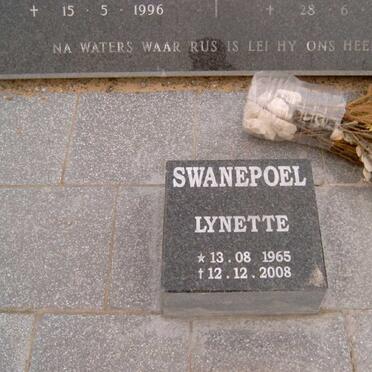 † 15 · 5 · 1996 † 28 · 6 ·
NA WATERS WAAR RUS IS LEI HY ONS HEE
SWANEPOEL
LYNETTE
★ 13.08 1965
† 12.12.2008